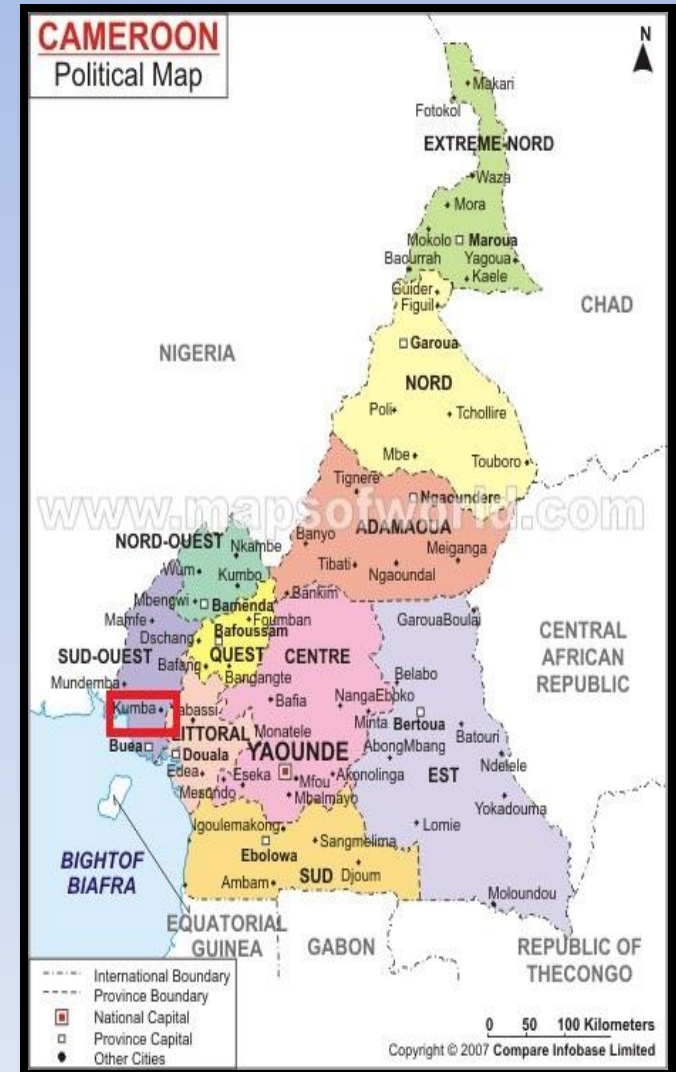 CAMEROON
Political Map
N
Makari
Fotokol
EXTREME-NORD
Waza
Mora
Mokolo
Maroua
Baourrah
Yagoua
Kaele
Guider
Figuil
CHAD
NIGERIA
Garoua
NORD
Poli
Tchollire
Mbe
Touboro
Tignere
Ngaoundere
www.mapsofworld.com
ADAMAOUA
NORD-OUEST
Nkambe
Banyo
Meiganga
Wum
Kumbo
Tibati
Ngaoundal
Mbengwi
Bamenda
Bankim
Mamfe
Foumban
GarouaBoulai
Dschang
Bafoussam
CENTRAL
AFRICAN
REPUBLIC
SUD-OUEST
Bafang
QUEST
CENTRE
Bangangte
Belabo
Mundemba
Kumba
Yabassi
Bafia
NangaEboko
Minta
Bertoua
Batouri
LITTORAL
Monatele
Buea
Douala
YAOUNDE
AbongMbang
Ndelele
Edea
Eseka
Mfou
Akonolinga
EST
Mesondo
Mbalmayo
Yokadouma
Ngoulemakong
Sangmelima
Lomie
Ebolowa
BIGHTOF
BIAFRA
Ambam
SUD
Djoum
Moloundou
EQUATORIAL
GUINEA
GABON
REPUBLIC OF
THECONGO
International Boundary
Province Boundary
National Capital
Province Capital
Other Cities
0 50 100 Kilometers
Copyright © 2007 Compare Infobase Limited